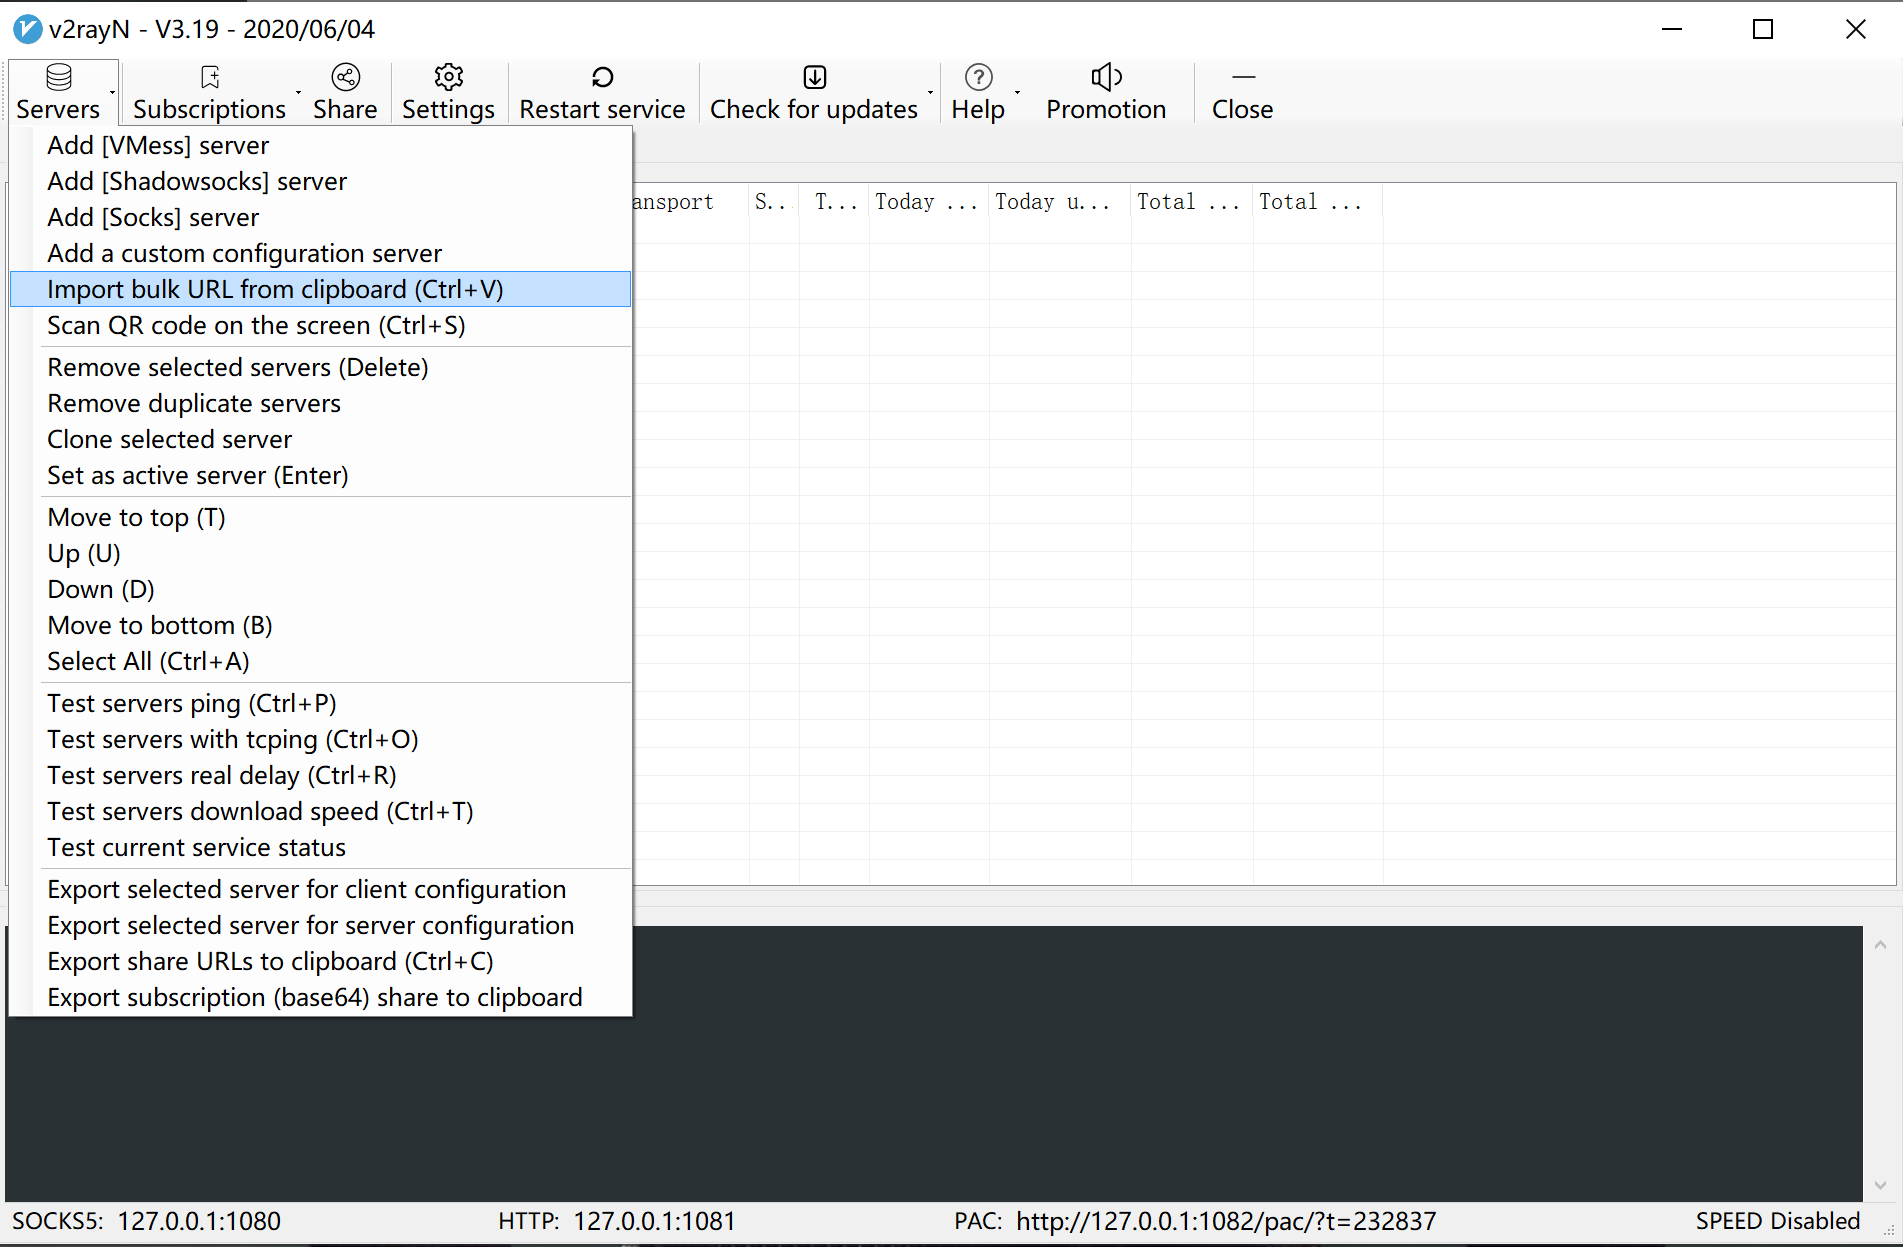 v2rayN - V3.19 - 2020/06/04
Servers Subscriptions Share Settings Restart service Check for updates Help Promotion Close
Add [VMess] server
Add [Shadowsocks] server
Add [Socks] server
Add a custom configuration server
Import bulk URL from clipboard (Ctrl+V)
Scan QR code on the screen (Ctrl+S)
Remove selected servers (Delete)
Remove duplicate servers
Clone selected server
Set as active server (Enter)
Move to top (T)
Up (U)
Down (D)
Move to bottom (B)
Select All (Ctrl+A)
Test servers ping (Ctrl+P)
Test servers with tcping (Ctrl+O)
Test servers real delay (Ctrl+R)
Test servers download speed (Ctrl+T)
Test current service status
Export selected server for client configuration
Export selected server for server configuration
Export share URLs to clipboard (Ctrl+C)
Export subscription (base64) share to clipboard
ansport S... T... Today ... Today u... Total ... Total ...
SOCKS5: 127.0.0.1:1080 HTTP: 127.0.0.1:1081 PAC: http://127.0.0.1:1082/pac/?t=232837 SPEED Disabled